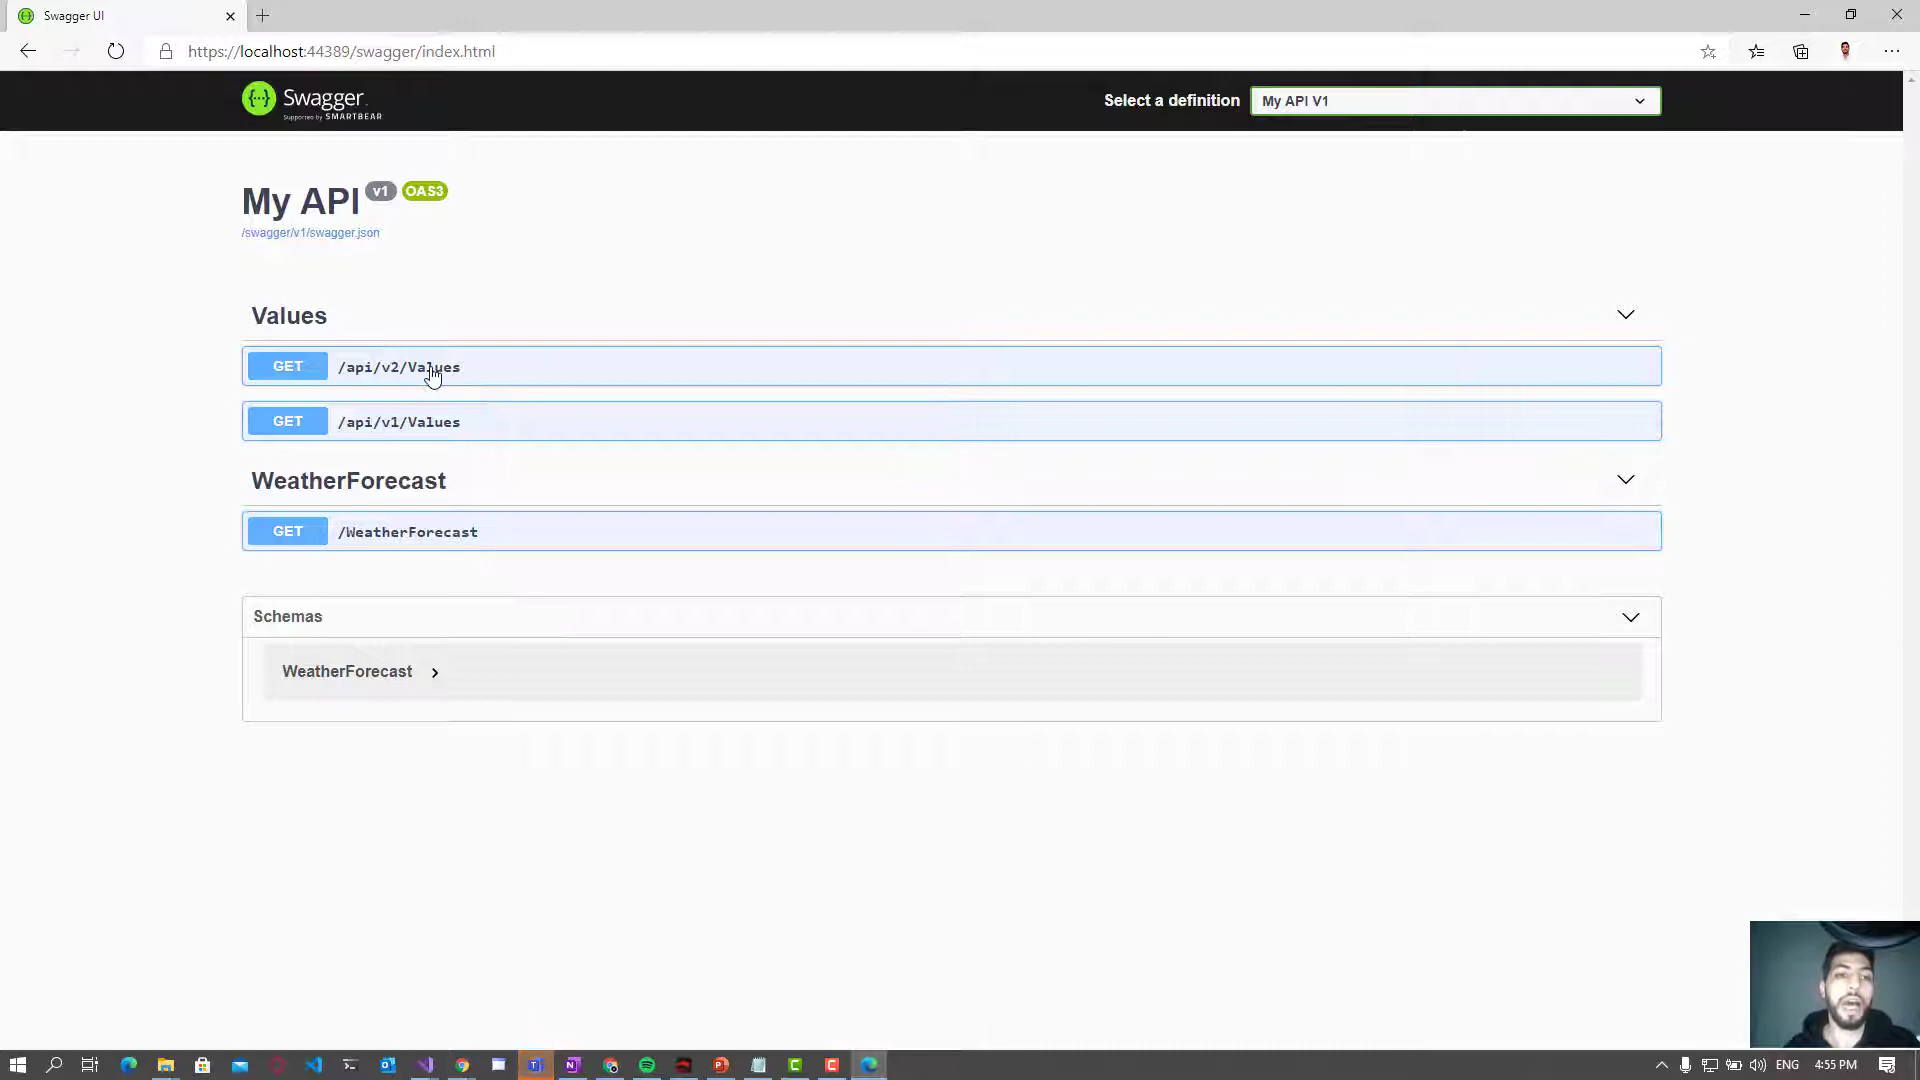 Swagger UI
https://localhost:44389/swagger/index.html
Swagger
Supported by SMARTBEAR
Select a definition
My API V1
My API v1 OAS3
/swagger/v1/swagger.json
Values
GET /api/v2/Values
GET /api/v1/Values
WeatherForecast
GET /WeatherForecast
Schemas
WeatherForecast
ENG
4:55 PM